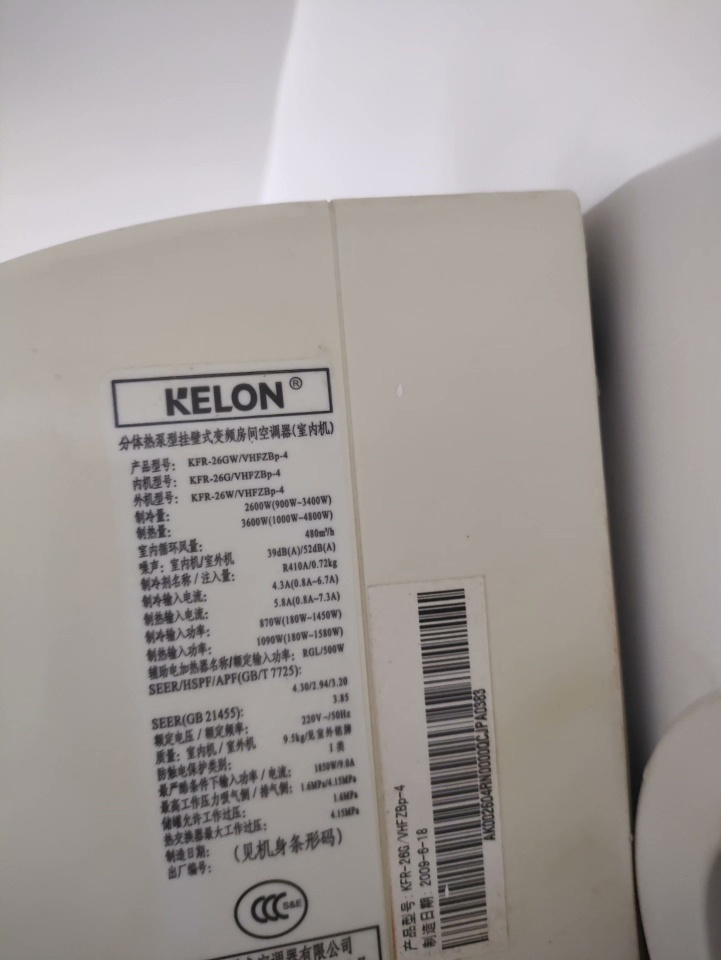 KELON®
分体热泵型挂壁式变频房间空调器(室内机)
产品型号: KFR-26GW/VHFZBp-4
内机型号: KFR-26G/VHFZBp-4
外机型号: KFR-26W/VHFZBp-4
制冷量: 2600W(900W~3400W)
制热量: 3600W(1000W~4800W)
室内循环风量: 480m³/h
噪声: 室内机/室外机 39dB(A)/52dB(A)
制冷剂名称 / 注入量: R410A/0.72kg
制冷输入电流: 4.3A(0.8A~6.7A)
制热输入电流: 5.8A(0.8A~7.3A)
制冷输入功率: 870W(180W~1450W)
制热输入功率: 1090W(180W~1580W)
辅助电加热器名称/额定输入功率: RGL/500W
SEER/HSPF/APF(GB/T 7725):
4.30/2.94/3.20
SEER(GB 21455): 3.85
额定电压 / 额定频率: 220V~/50Hz
质量: 室内机 / 室外机 9.5kg/见室外铭牌
防触电保护类别: I 类
最严酷条件下输入功率 / 电流: 1850W/9.0A
最高工作压力吸气侧 / 排气侧: 1.6MPa/4.15MPa
储罐允许工作过压: 1.6MPa
热交换器最大工作过压: 4.15MPa
制造日期: (见机身条形码)
出厂编号:
CCC S&E
空调器有限公司
产品型号: KFR-26G/VHFZBp-4
制造日期: 2009-6-18